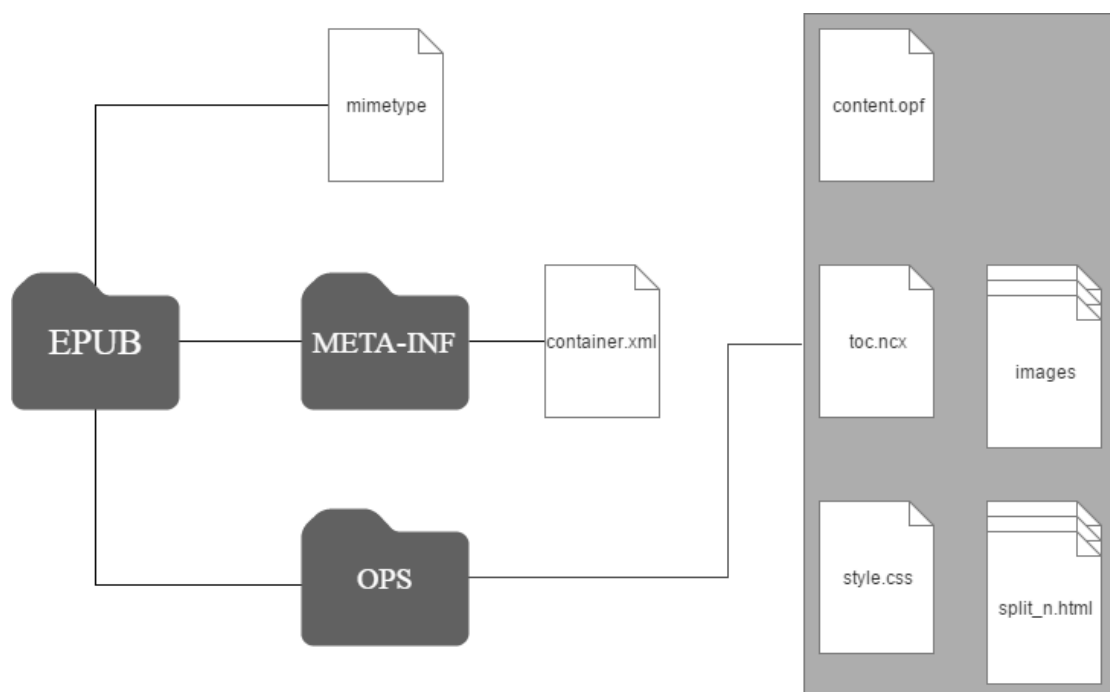 mimetype
content.opf
EPUB
META-INF
container.xml
toc.ncx
images
OPS
style.css
split_n.html